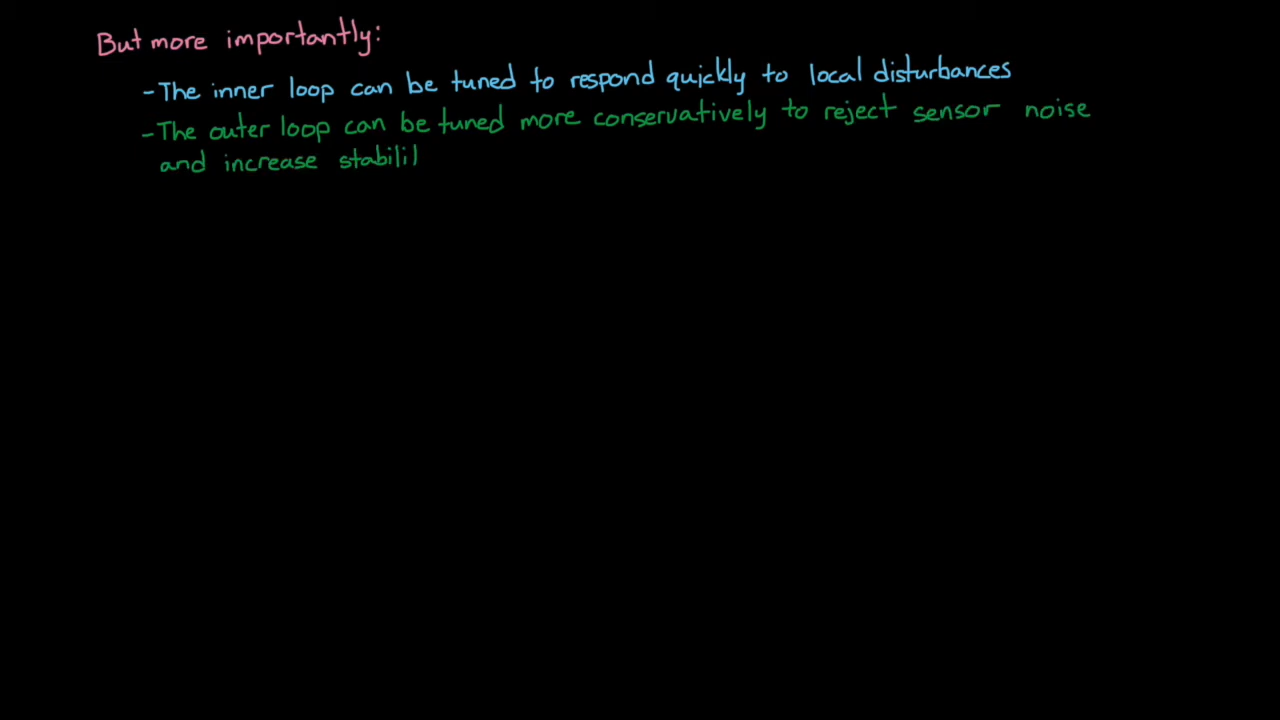 But more importantly:
-The inner loop can be tuned to respond quickly to local disturbances
-The outer loop can be tuned more conservatively to reject sensor noise
and increase stabilil